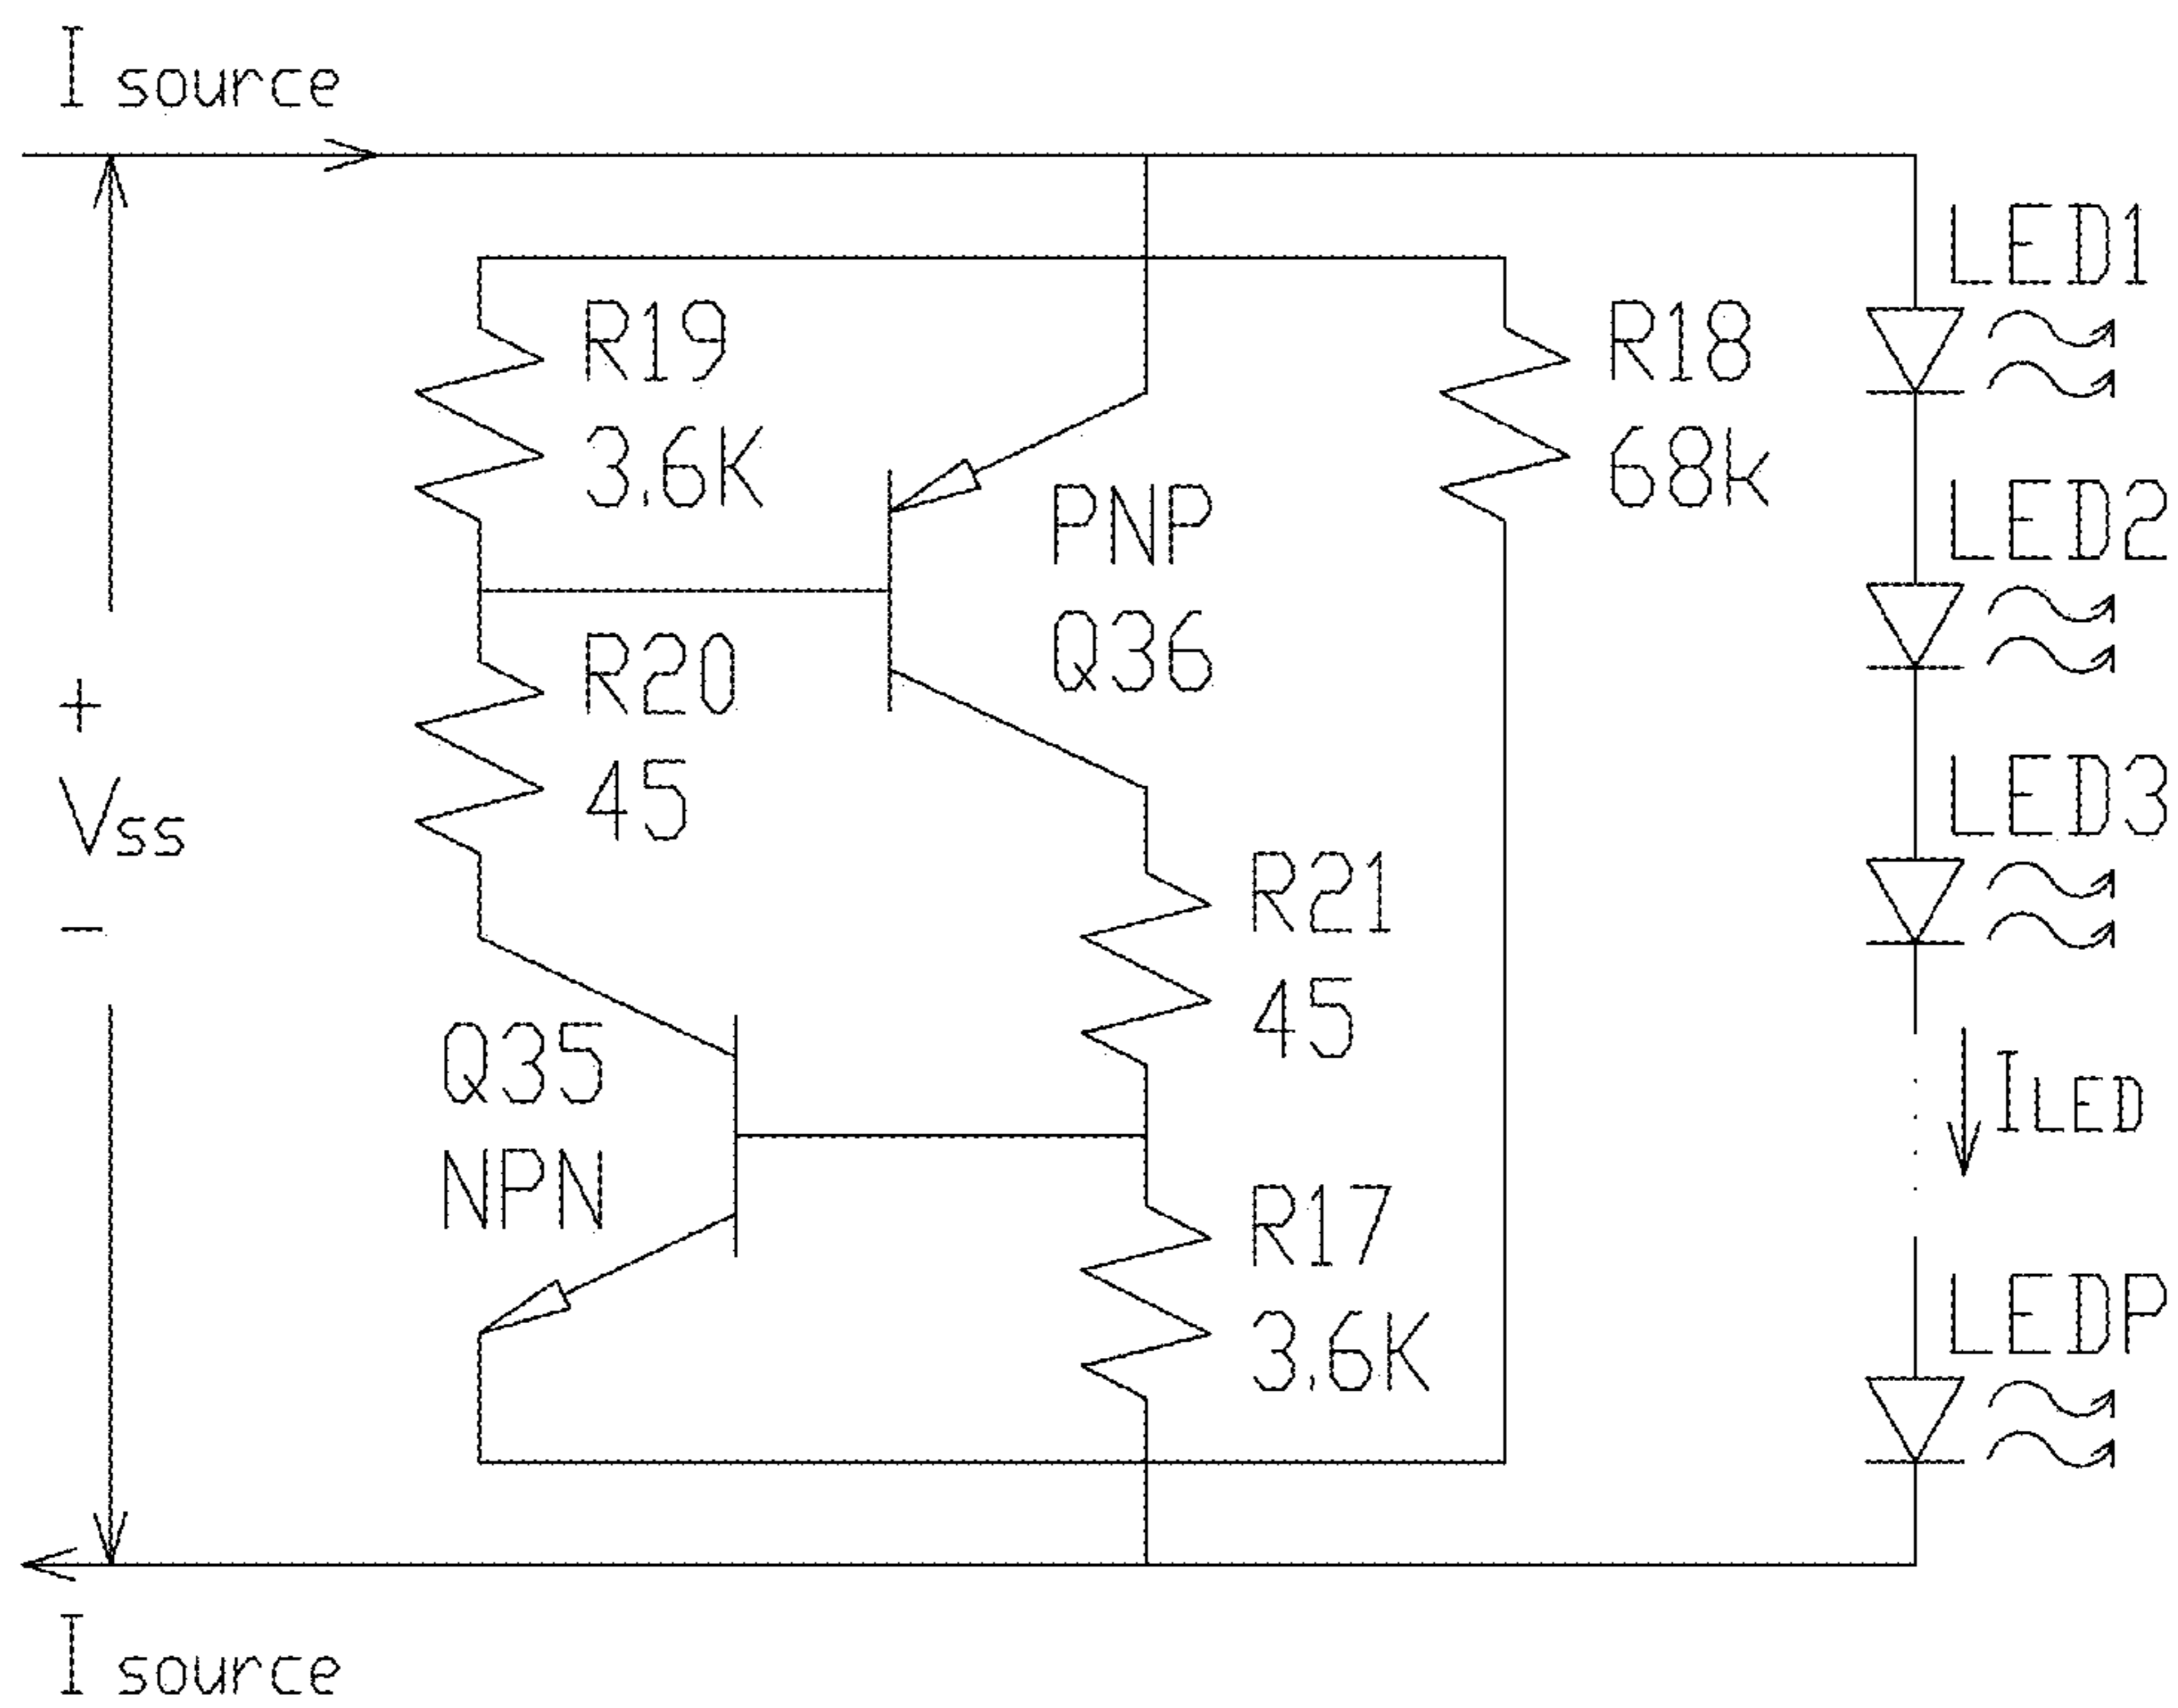 I source
LED1
R19
3.6K
R18
68k
PNP
Q36
LED2
R20
45
+
Vss
-
LED3
R21
45
Q35
NPN
ILED
R17
3.6K
LEDP
I source